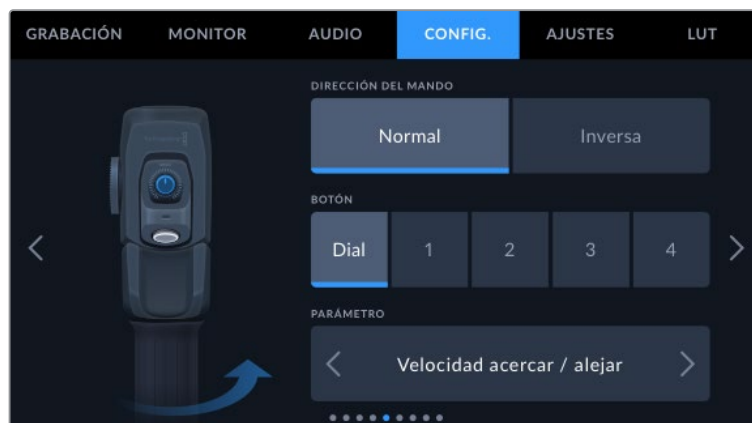 GRABACIÓN MONITOR AUDIO CONFIG. AJUSTES LUT
DIRECCIÓN DEL MANDO
Normal Inversa
BOTÓN
Dial 1 2 3 4
PARÁMETRO
Velocidad acercar / alejar